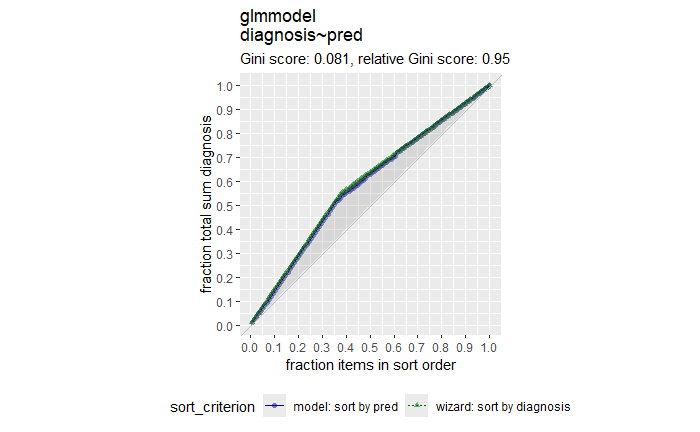 glmmodel
diagnosis~pred
Gini score: 0.081, relative Gini score: 0.95
fraction total sum diagnosis
1.0
0.9
0.8
0.7
0.6
0.5
0.4
0.3
0.2
0.1
0.0
0.0 0.1 0.2 0.3 0.4 0.5 0.6 0.7 0.8 0.9 1.0
fraction items in sort order
sort_criterion model: sort by pred wizard: sort by diagnosis